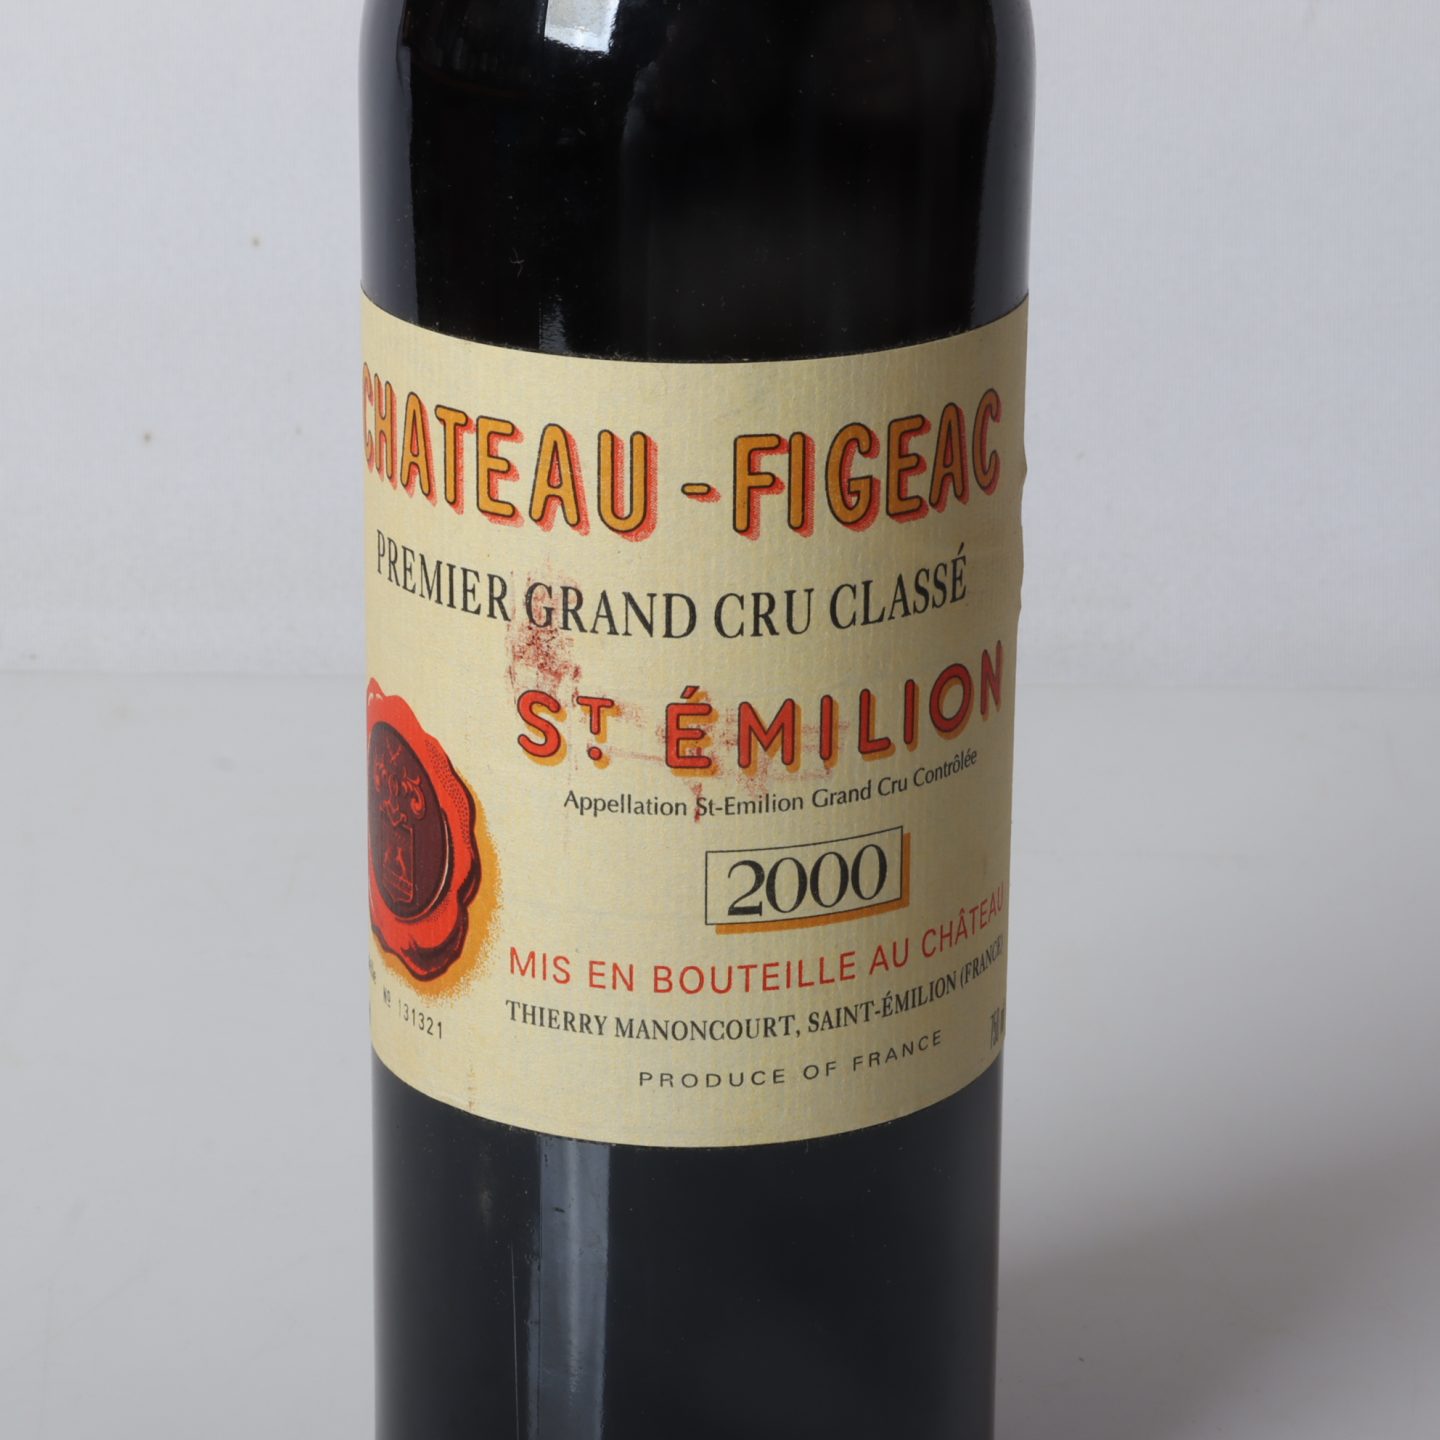 CHATEAU-FIGEAC
PREMIER GRAND CRU CLASSÉ
ST. ÉMILION
Appellation St-Emilion Grand Cru Contrôlée
2000
MIS EN BOUTEILLE AU CHÂTEAU
THIERRY MANONCOURT, SAINT-ÉMILION (FRANCE)
Nº 131321
PRODUCE OF FRANCE